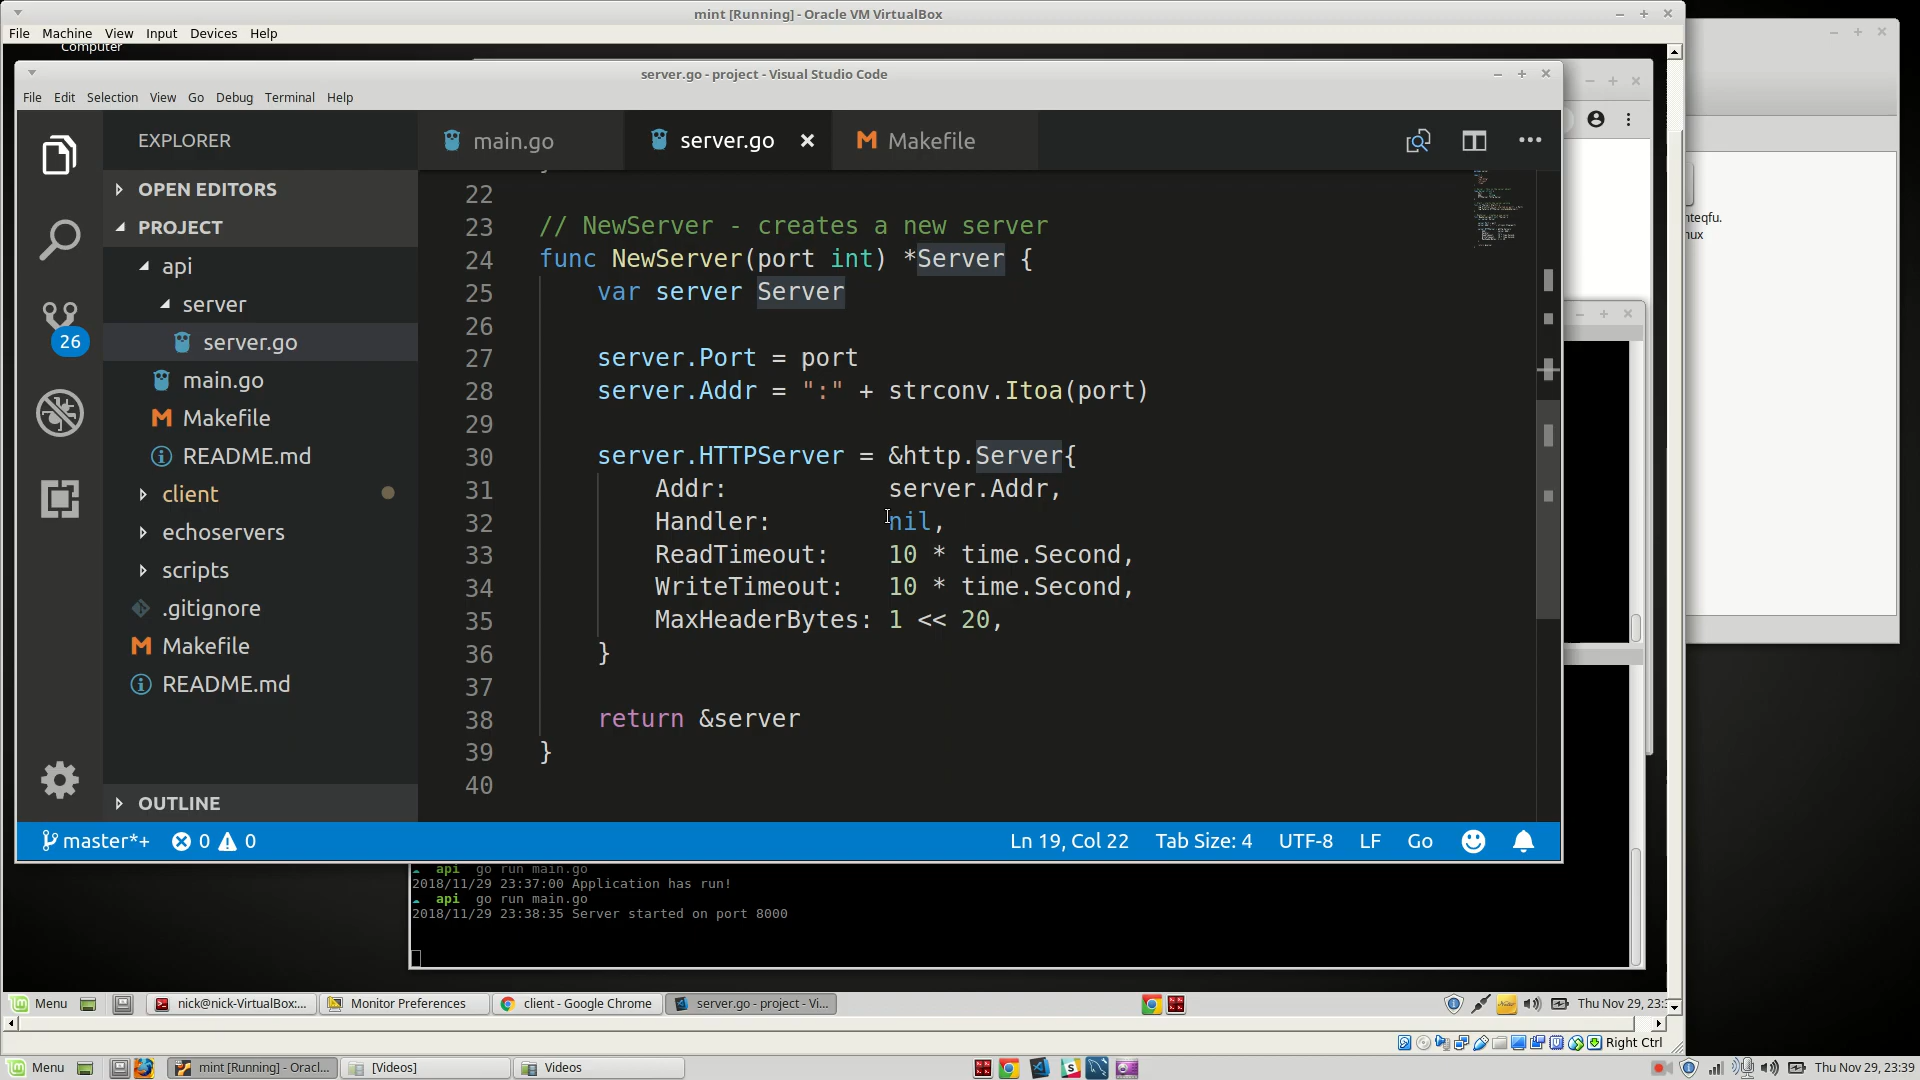 mint [Running] - Oracle VM VirtualBox
File Machine View Input Devices Help
Computer
server.go - project - Visual Studio Code
File Edit Selection View Go Debug Terminal Help
EXPLORER
OPEN EDITORS
PROJECT
api
server
server.go
main.go
Makefile
README.md
client
echoservers
scripts
.gitignore
Makefile
README.md
OUTLINE
26
main.go
server.go
Makefile
22
23 // NewServer - creates a new server
24 func NewServer(port int) *Server {
25 var server Server
26
27 server.Port = port
28 server.Addr = ":" + strconv.Itoa(port)
29
30 server.HTTPServer = &http.Server{
31 Addr: server.Addr,
32 Handler: nil,
33 ReadTimeout: 10 * time.Second,
34 WriteTimeout: 10 * time.Second,
35 MaxHeaderBytes: 1 << 20,
36 }
37
38 return &server
39 }
40
master*+ 0 0 Ln 19, Col 22 Tab Size: 4 UTF-8 LF Go
api go run main.go
2018/11/29 23:37:00 Application has run!
api go run main.go
2018/11/29 23:38:35 Server started on port 8000
nteqfu.
nux
Menu nick@nick-VirtualBox:... Monitor Preferences client - Google Chrome server.go - project - Vi... Thu Nov 29, 23:
Right Ctrl
Menu mint [Running] - Oracl... [Videos] Videos Thu Nov 29, 23:39